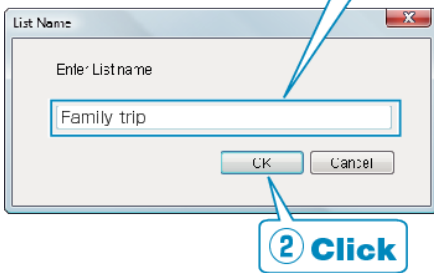 List Name
X
Enter List name
Family trip
OK
Cancel
② Click